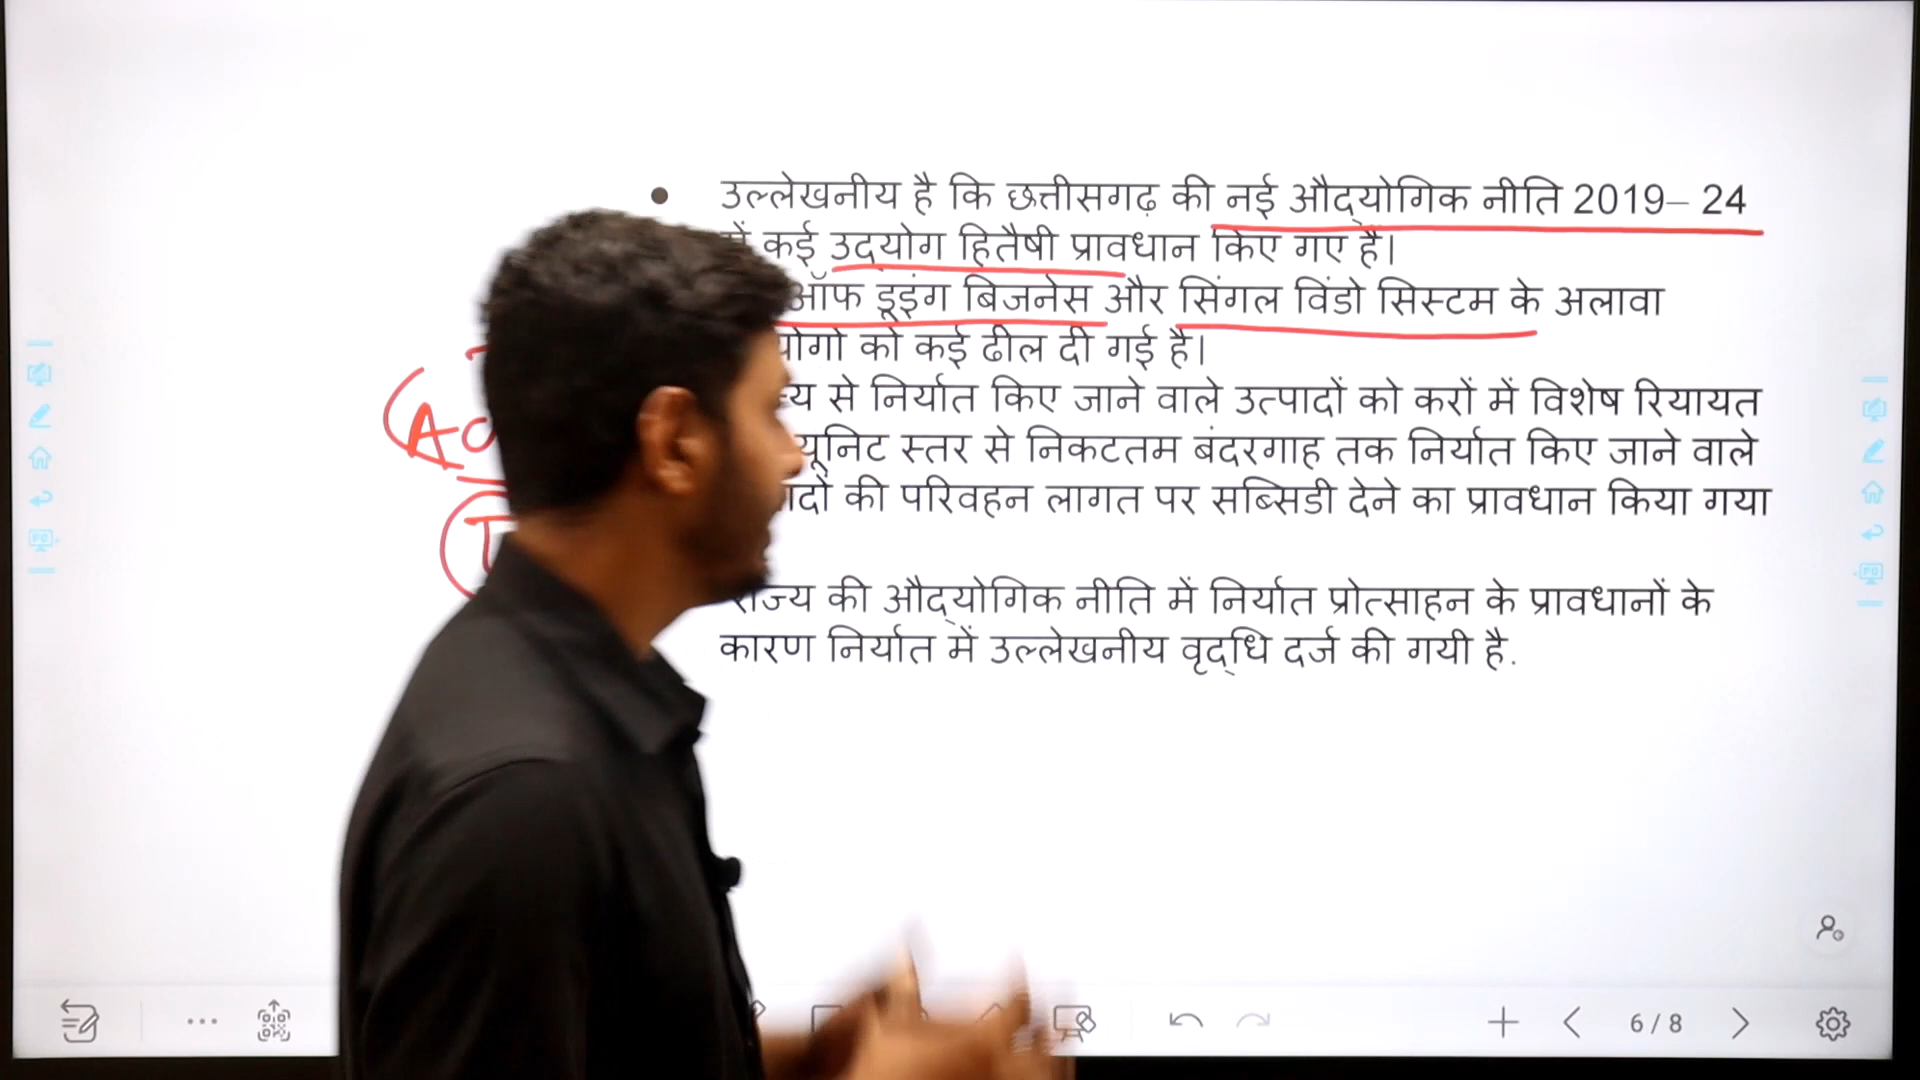 उल्लेखनीय है कि छत्तीसगढ़ की नई औद्योगिक नीति 2019– 24
में कई उदयोग हितैषी प्रावधान किए गए है।
ऑफ डूइंग बिजनेस और सिंगल विंडो सिस्टम के अलावा
को कई ढील दी गई है।
से निर्यात किए जाने वाले उत्पादों को करों में विशेष रियायत
यूनिट स्तर से निकटतम बंदरगाह तक निर्यात किए जाने वाले
की परिवहन लागत पर सब्सिडी देने का प्रावधान किया गया
राज्य की औद्योगिक नीति में निर्यात प्रोत्साहन के प्रावधानों के
कारण निर्यात में उल्लेखनीय वृद्धि दर्ज की गयी है.
6 / 8